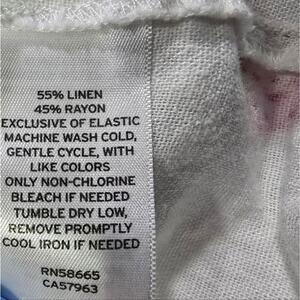 55% LINEN
45% RAYON
EXCLUSIVE OF ELASTIC
MACHINE WASH COLD,
GENTLE CYCLE, WITH
LIKE COLORS
ONLY NON-CHLORINE
BLEACH IF NEEDED
TUMBLE DRY LOW,
REMOVE PROMPTLY
COOL IRON IF NEEDED
RN58665
CA57963